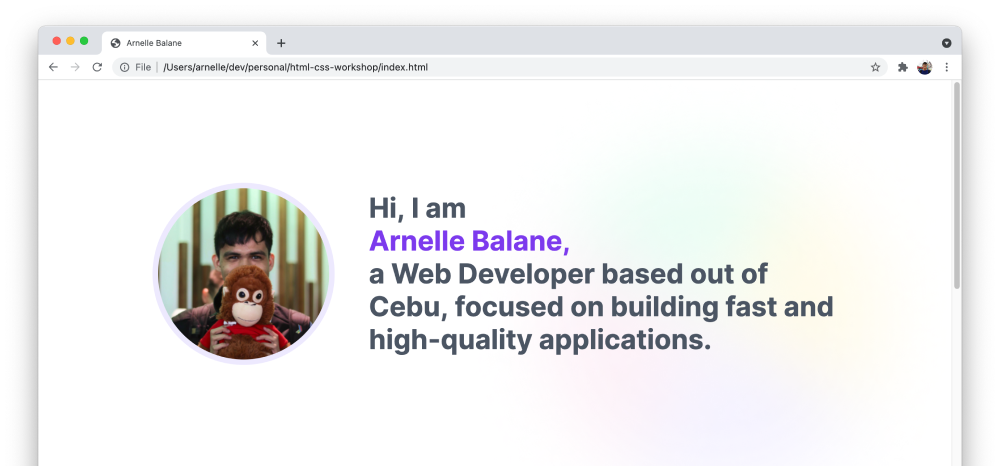 Arnelle Balane
File
/Users/arnelle/dev/personal/html-css-workshop/index.html
Hi, I am
Arnelle Balane,
a Web Developer based out of
Cebu, focused on building fast and
high-quality applications.